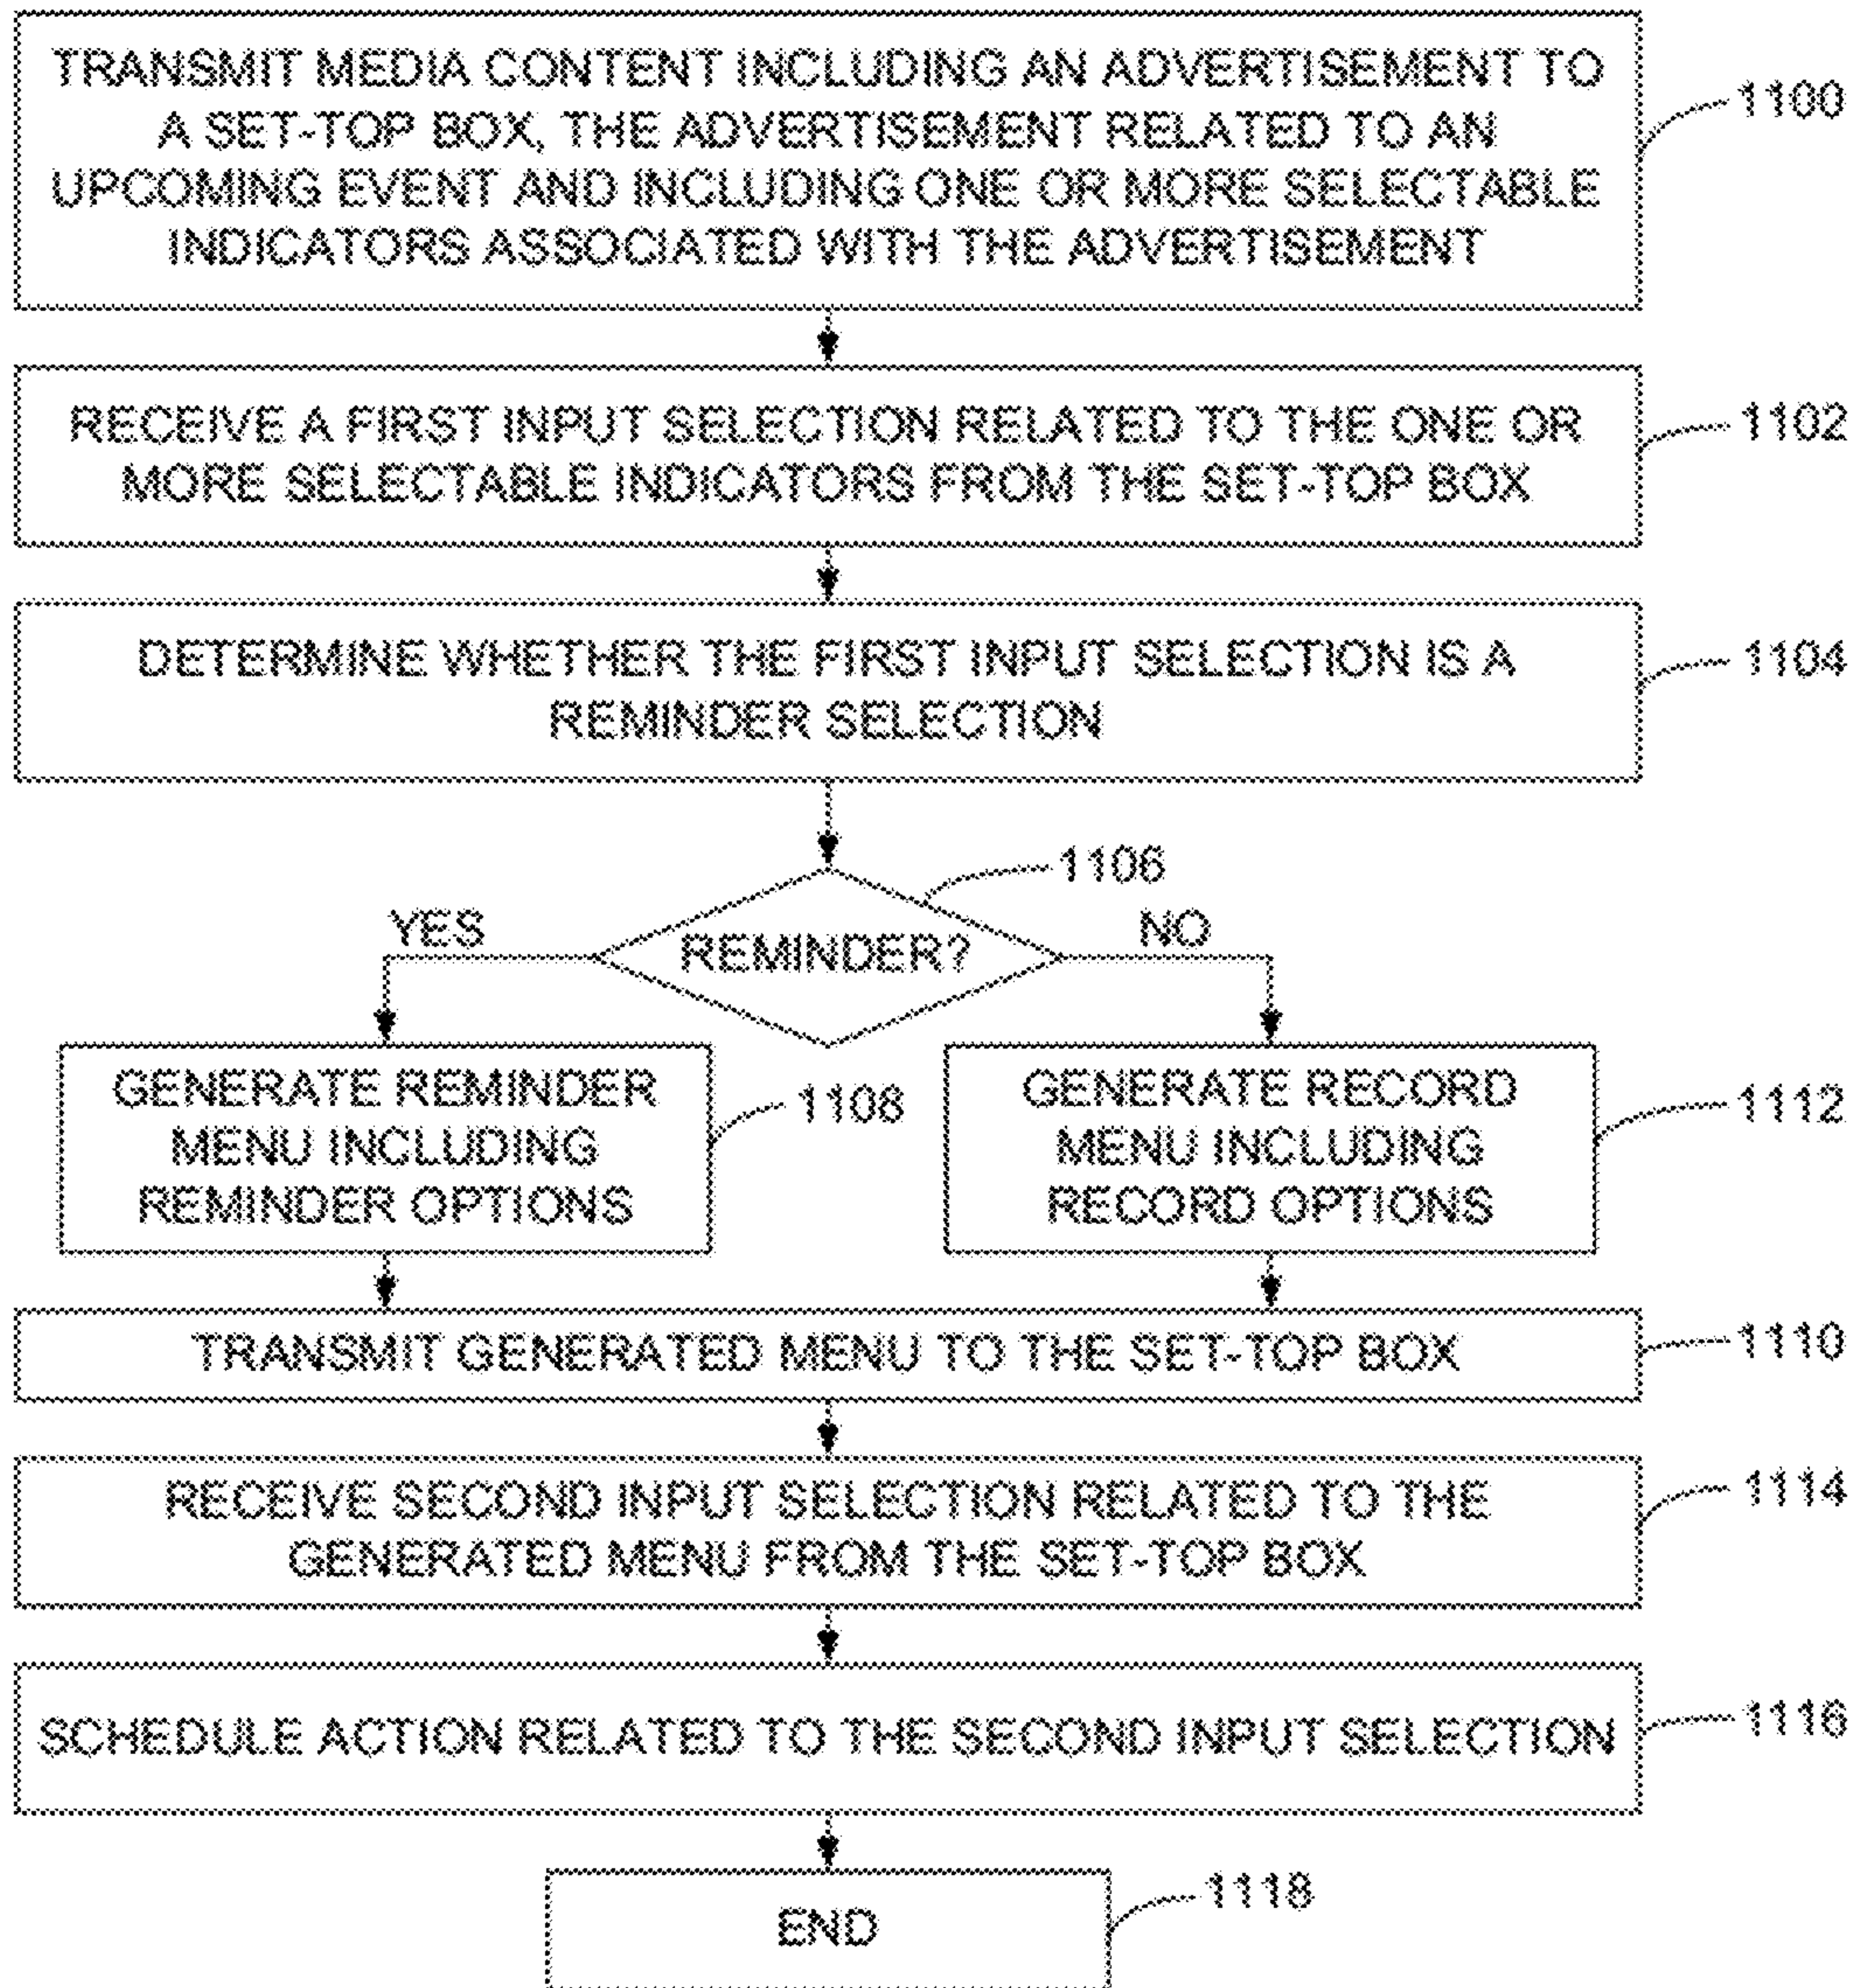 TRANSMIT MEDIA CONTENT INCLUDING AN ADVERTISEMENT TO
A SET-TOP BOX, THE ADVERTISEMENT RELATED TO AN
UPCOMING EVENT AND INCLUDING ONE OR MORE SELECTABLE
INDICATORS ASSOCIATED WITH THE ADVERTISEMENT
1100
RECEIVE A FIRST INPUT SELECTION RELATED TO THE ONE OR
MORE SELECTABLE INDICATORS FROM THE SET-TOP BOX
1102
DETERMINE WHETHER THE FIRST INPUT SELECTION IS A
REMINDER SELECTION
1104
1106
YES
REMINDER?
NO
GENERATE REMINDER
MENU INCLUDING
REMINDER OPTIONS
1108
GENERATE RECORD
MENU INCLUDING
RECORD OPTIONS
1112
TRANSMIT GENERATED MENU TO THE SET-TOP BOX
1110
RECEIVE SECOND INPUT SELECTION RELATED TO THE
GENERATED MENU FROM THE SET-TOP BOX
1114
SCHEDULE ACTION RELATED TO THE SECOND INPUT SELECTION
1116
END
1118